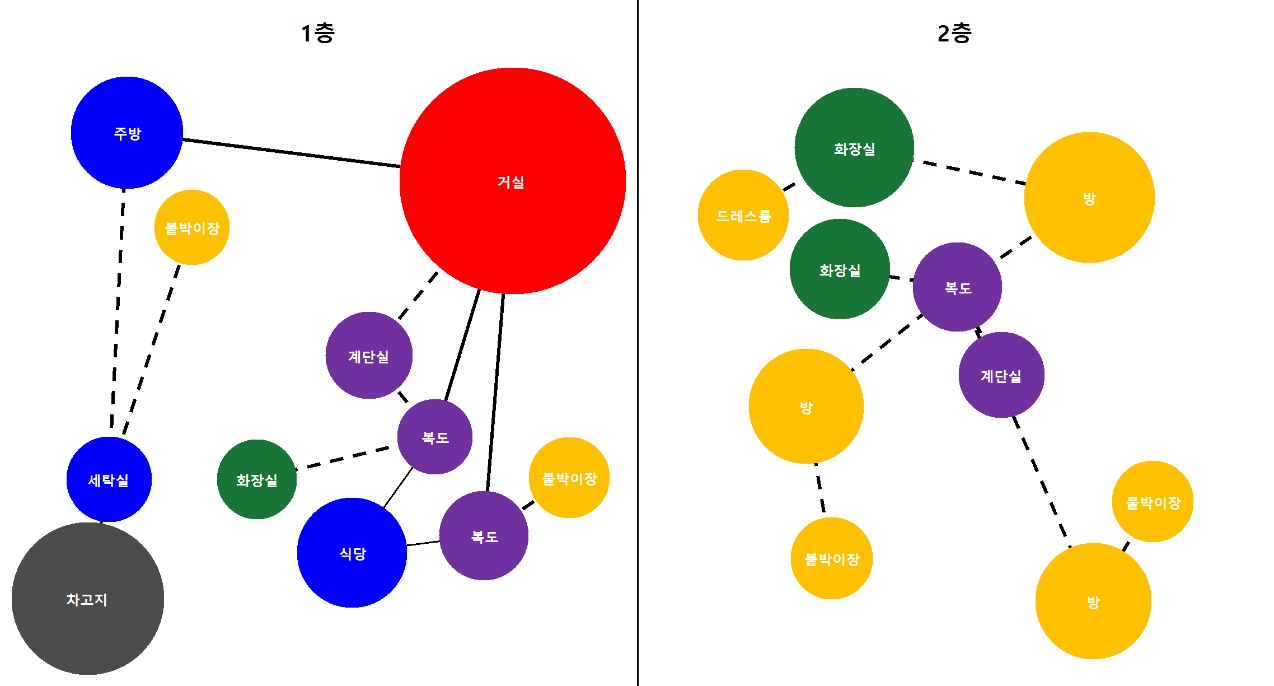 1층
주방
거실
붙박이장
계단실
복도
화장실
붙박이장
세탁실
식당
복도
차고지
2층
화장실
방
드레스룸
화장실
복도
계단실
방
붙박이장
붙박이장
방